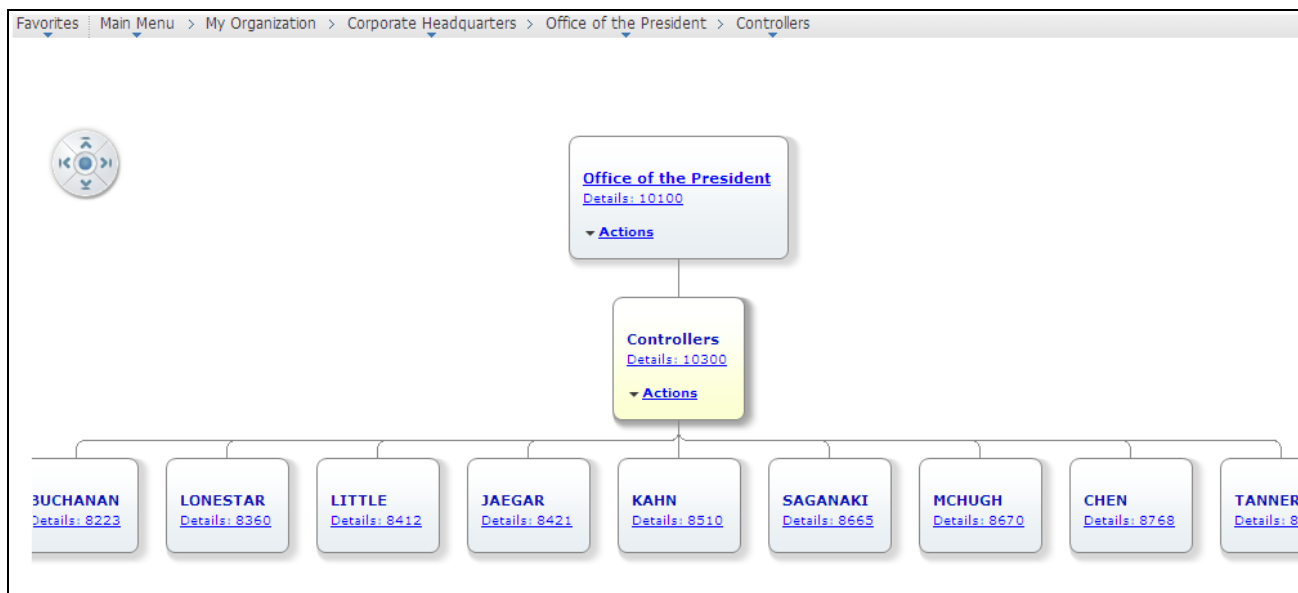 Favorites Main Menu > My Organization > Corporate Headquarters > Office of the President > Controllers
Office of the President
Details: 10100
Actions
Controllers
Details: 10300
Actions
BUCHANAN LONESTAR LITTLE JAEGAR KAHN SAGANAKI MCHUGH CHEN TANNER
Details: 8223 Details: 8360 Details: 8412 Details: 8421 Details: 8510 Details: 8665 Details: 8670 Details: 8768 Details: 8